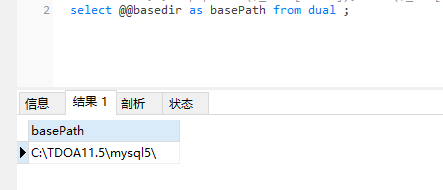 2 select @@basedir as basePath from dual ;
信息 结果 1 剖析 状态
basePath
C:\TDOA11.5\mysql5\